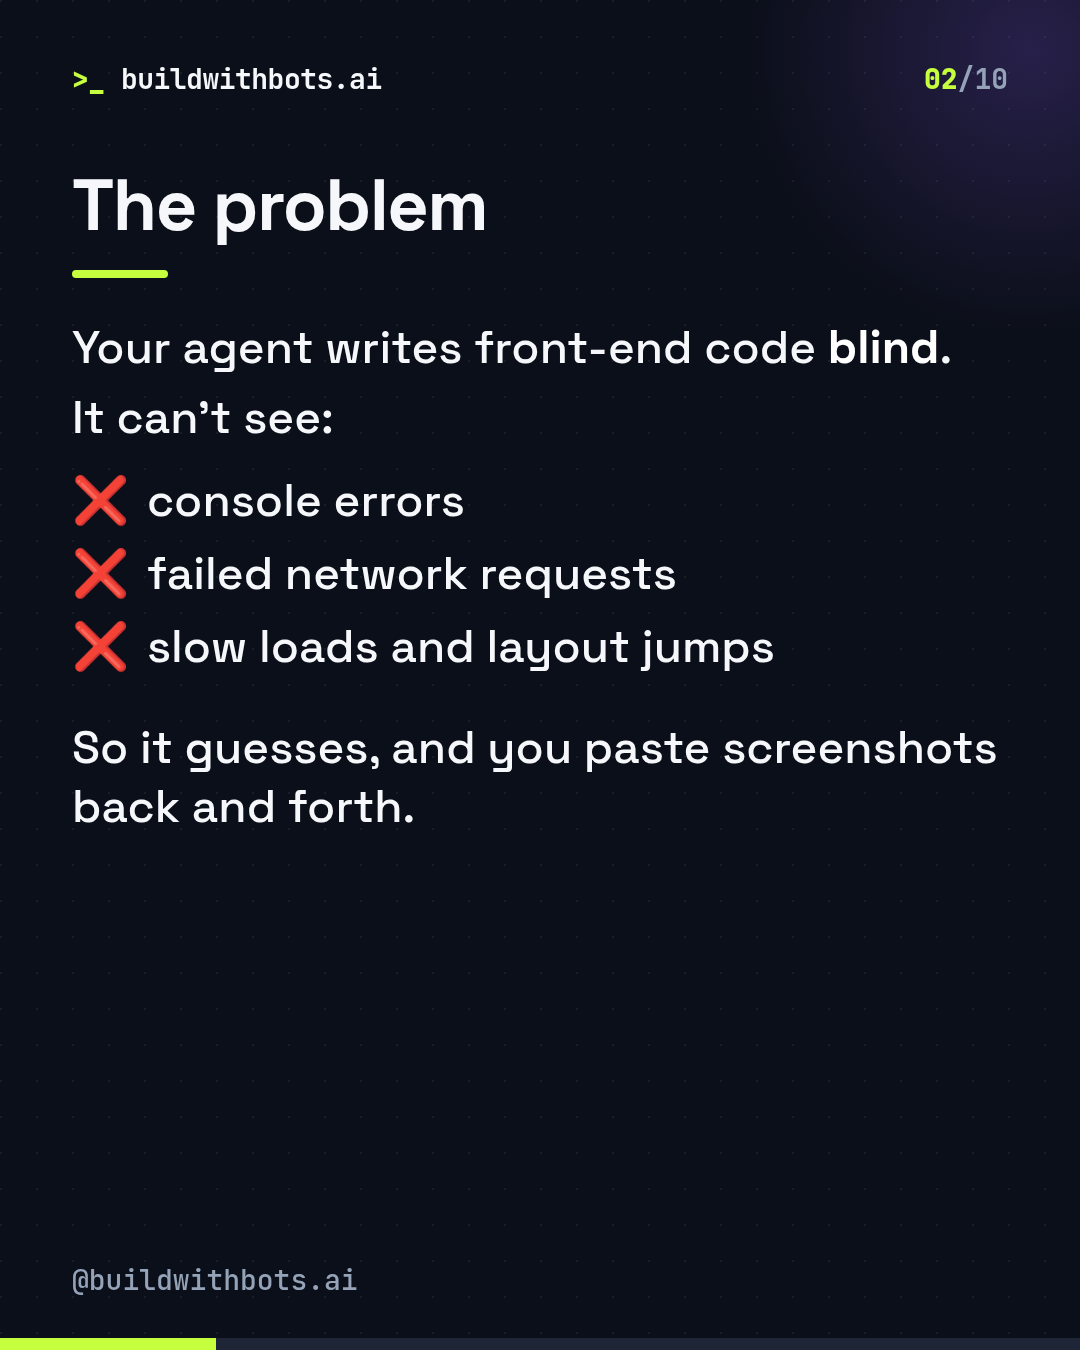 >_ buildwithbots.ai
02/10
The problem
Your agent writes front-end code blind.
It can’t see:
❌ console errors
❌ failed network requests
❌ slow loads and layout jumps
So it guesses, and you paste screenshots
back and forth.
@buildwithbots.ai